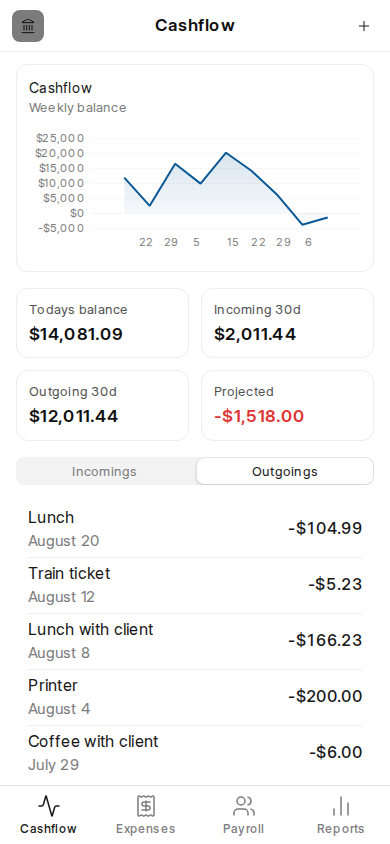 Cashflow
Cashflow
Weekly balance
$25,000
$20,000
$15,000
$10,000
$5,000
$0
-$5,000
22 29 5 15 22 29 6
Todays balance
$14,081.09
Incoming 30d
$2,011.44
Outgoing 30d
$12,011.44
Projected
-$1,518.00
Incomings
Outgoings
Lunch
-$104.99
August 20
Train ticket
-$5.23
August 12
Lunch with client
-$166.23
August 8
Printer
-$200.00
August 4
Coffee with client
-$6.00
July 29
Cashflow
Expenses
Payroll
Reports